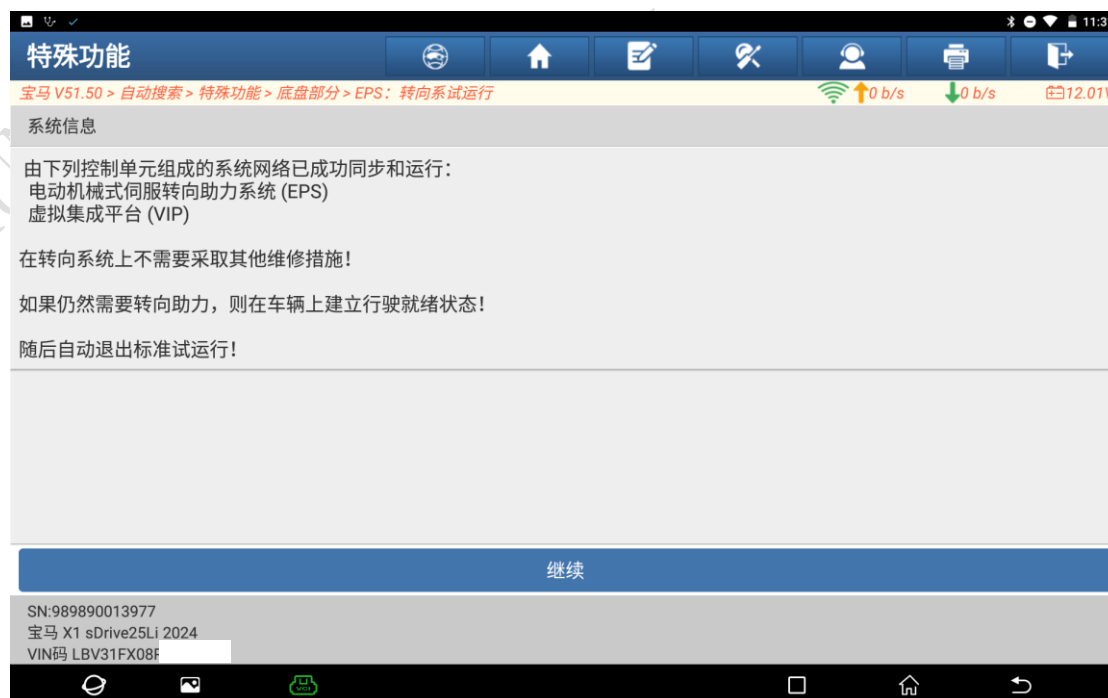 11:3
特殊功能
宝马 V51.50 > 自动搜索 > 特殊功能 > 底盘部分 > EPS：转向系试运行
0 b/s
0 b/s
12.01V
系统信息
由下列控制单元组成的系统网络已成功同步和运行：
电动机械式伺服转向助力系统 (EPS)
虚拟集成平台 (VIP)
在转向系统上不需要采取其他维修措施！
如果仍然需要转向助力，则在车辆上建立行驶就绪状态！
随后自动退出标准试运行！
继续
SN:989890013977
宝马 X1 sDrive25Li 2024
VIN码 LBV31FX08
VCI